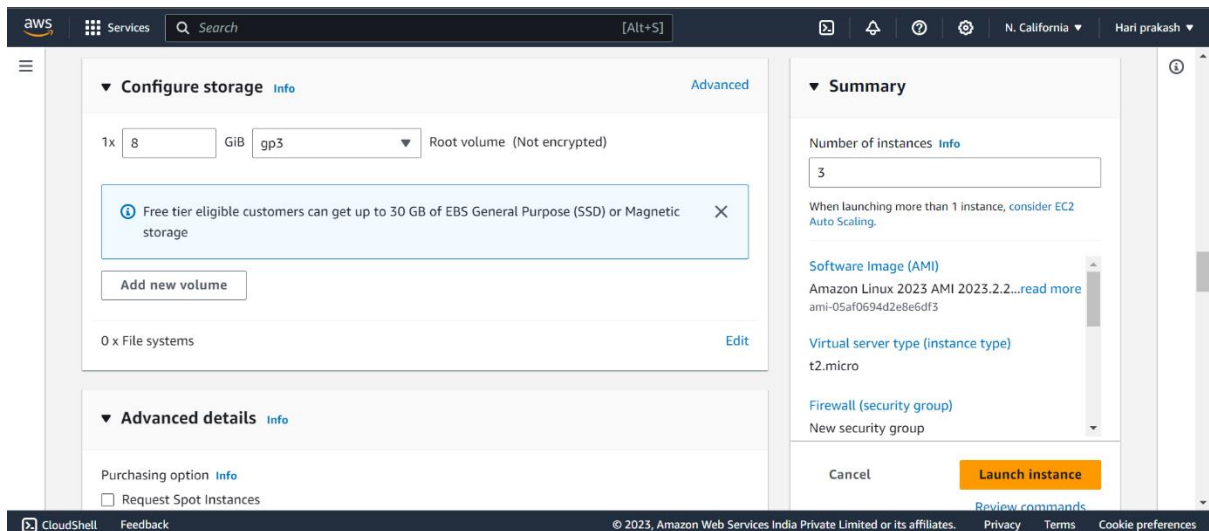 aws
Services
Search [Alt+S]
N. California
Hari prakash
Configure storage Info
Advanced
1x 8 GiB gp3 Root volume (Not encrypted)
Free tier eligible customers can get up to 30 GB of EBS General Purpose (SSD) or Magnetic
storage
Add new volume
0 x File systems
Edit
Advanced details Info
Purchasing option Info
Request Spot Instances
Summary
Number of instances Info
3
When launching more than 1 instance, consider EC2
Auto Scaling.
Software Image (AMI)
Amazon Linux 2023 AMI 2023.2.2...read more
ami-05af0694d2e8e6df3
Virtual server type (instance type)
t2.micro
Firewall (security group)
New security group
Cancel
Launch instance
Review commands
CloudShell
Feedback
© 2023, Amazon Web Services India Private Limited or its affiliates.
Privacy
Terms
Cookie preferences